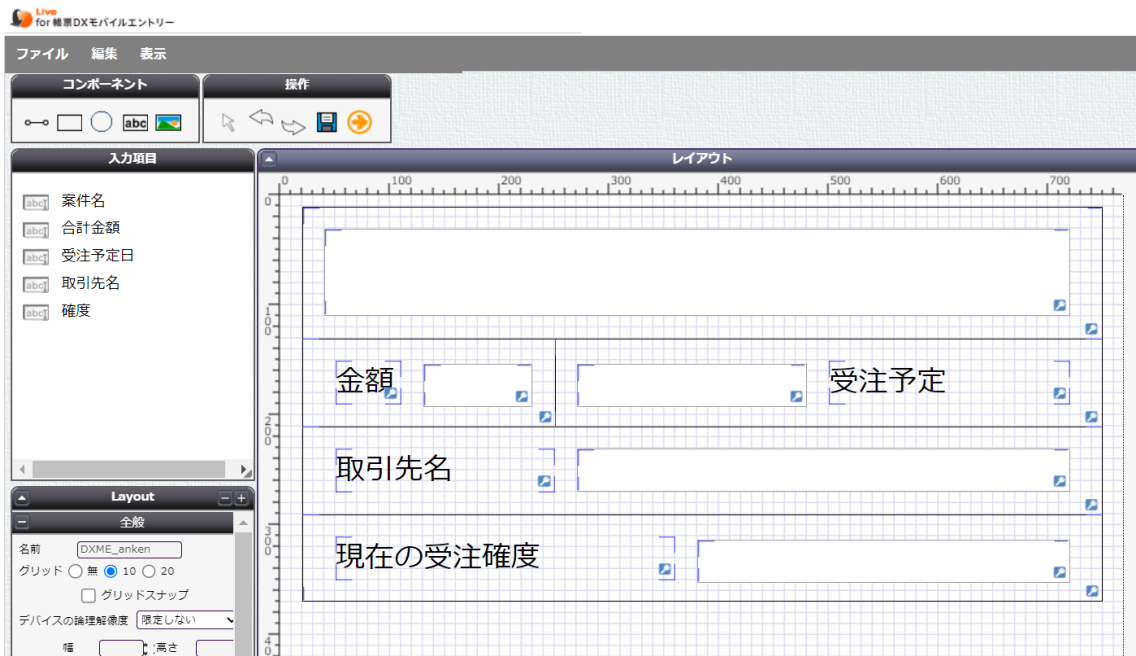 Live
for 帳票DXモバイルエントリー
ファイル 編集 表示
コンポーネント 操作
abc
入力項目 レイアウト
案件名
合計金額
受注予定日
取引先名
確度
0 100 200 300 400 500 600 700
0
100
200
300
40
金額 受注予定
取引先名
現在の受注確度
Layout
全般
名前 DXME_anken
グリッド 無 10 20
グリッドスナップ
デバイスの論理解像度 限定しない
幅 :高さ